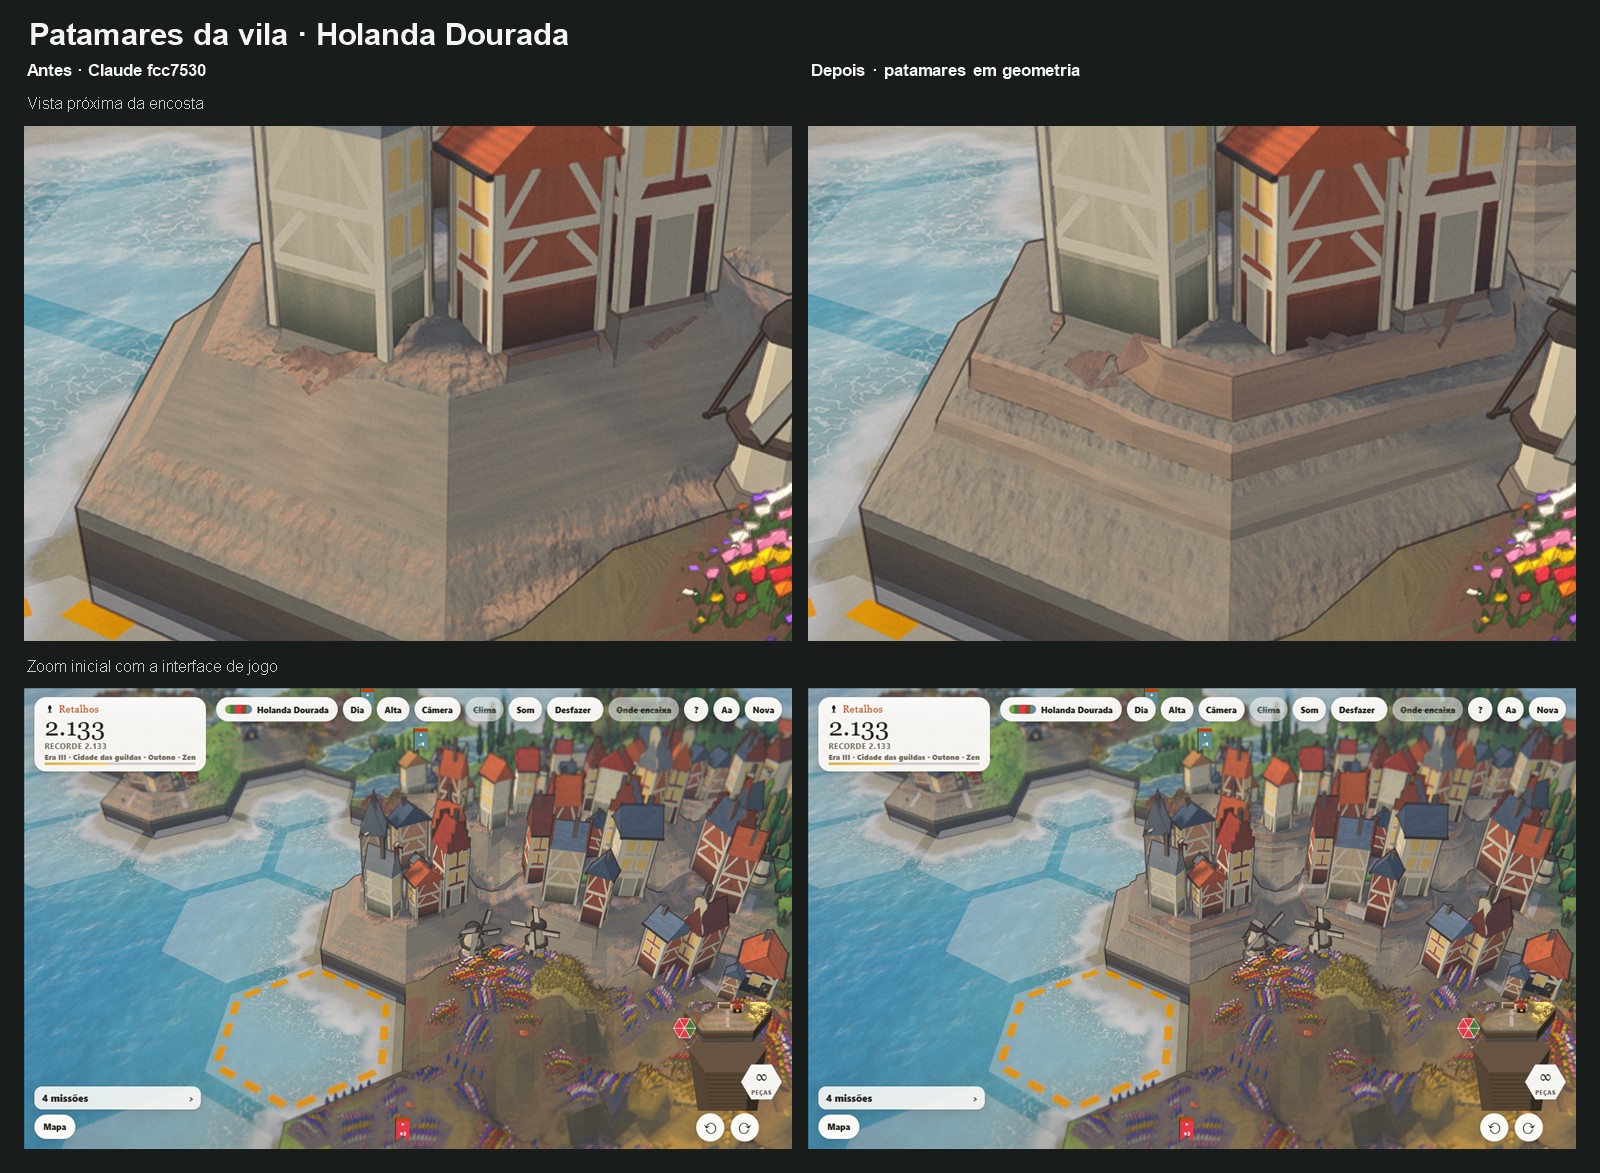 Patamares da vila · Holanda Dourada
Antes · Claude fcc7530
Depois · patamares em geometria
Vista próxima da encosta
Zoom inicial com a interface de jogo
Retalhos
2.133
RECORDE 2.133
Era III · Cidade das guildas · Outono · Zen
Holanda Dourada
Dia
Alta
Câmera
Clima
Som
Desfazer
Onde encaixa
?
Aa
Nova
4 missões ›
Mapa
∞
PEÇAS
Retalhos
2.133
RECORDE 2.133
Era III · Cidade das guildas · Outono · Zen
Holanda Dourada
Dia
Alta
Câmera
Clima
Som
Desfazer
Onde encaixa
?
Aa
Nova
4 missões ›
Mapa
∞
PEÇAS